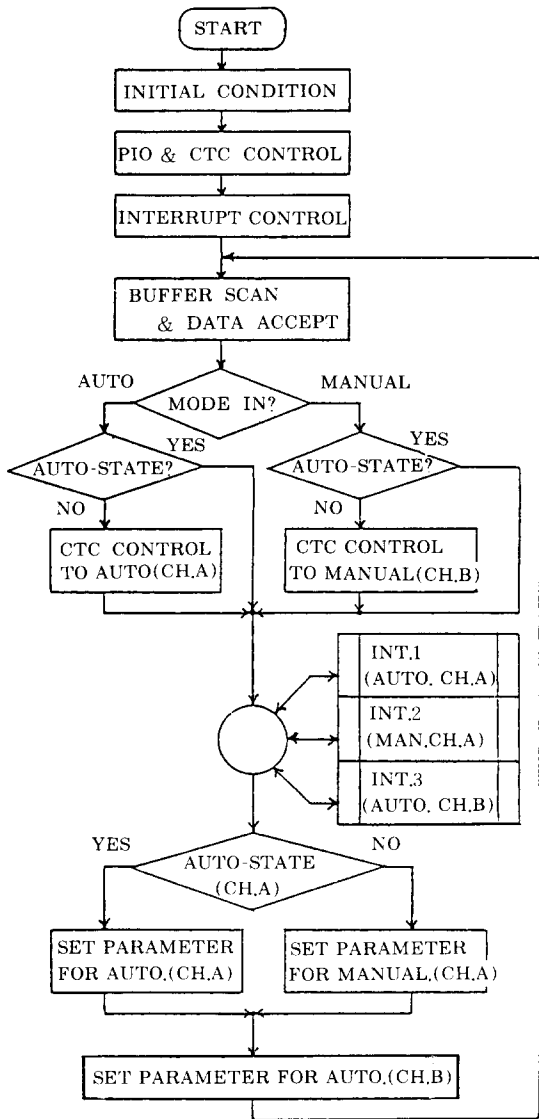 START
INITIAL CONDITION
PIO & CTC CONTROL
INTERRUPT CONTROL
BUFFER SCAN
& DATA ACCEPT
AUTO
MODE IN?
MANUAL
AUTO-STATE?
YES
AUTO-STATE?
YES
NO
NO
CTC CONTROL
TO AUTO(CH.A)
CTC CONTROL
TO MANUAL(CH.B)
INT.1
(AUTO. CH.A)
INT.2
(MAN.CH.A)
INT.3
(AUTO. CH.B)
YES
AUTO-STATE
(CH.A)
NO
SET PARAMETER
FOR AUTO.(CH.A)
SET PARAMETER
FOR MANUAL.(CH.A)
SET PARAMETER FOR AUTO.(CH.B)